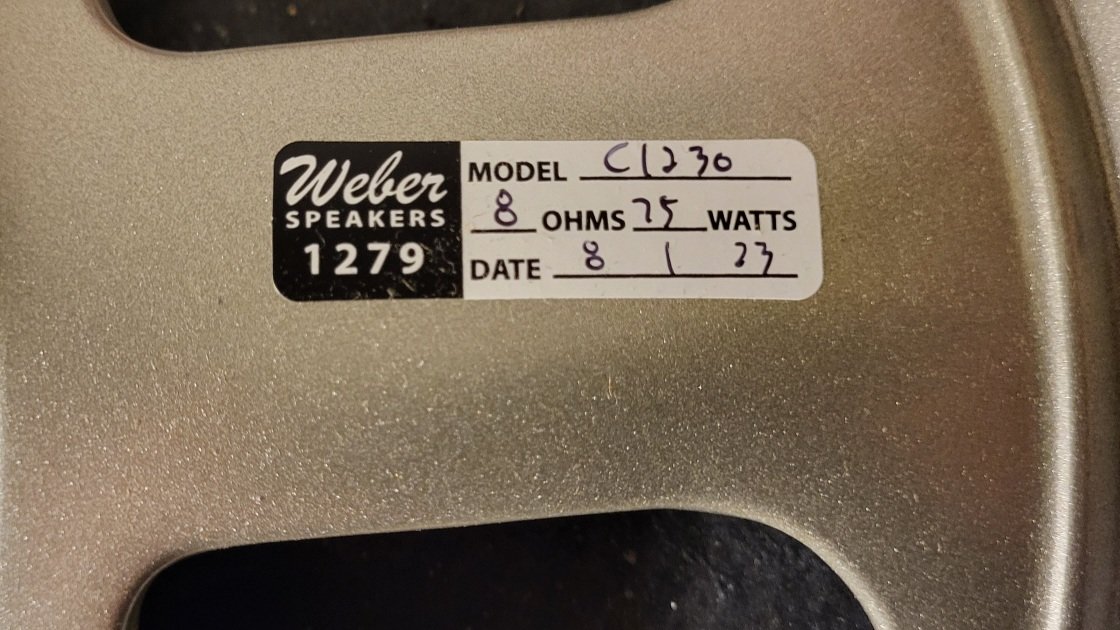 Weber
SPEAKERS
1279
MODEL C1230
8 OHMS 75 WATTS
DATE 8 1 23